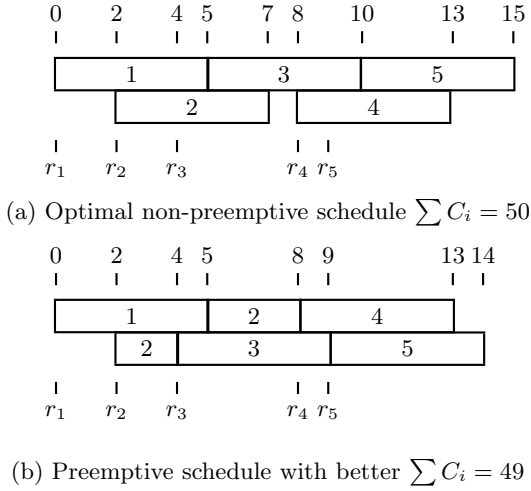 0 2 4 5 7 8 10 13 15
1 3 5
2 4
r₁ r₂ r₃ r₄ r₅
(a) Optimal non-preemptive schedule ∑ Cᵢ = 50
0 2 4 5 8 9 13 14
1 2 4
2 3 5
r₁ r₂ r₃ r₄ r₅
(b) Preemptive schedule with better ∑ Cᵢ = 49